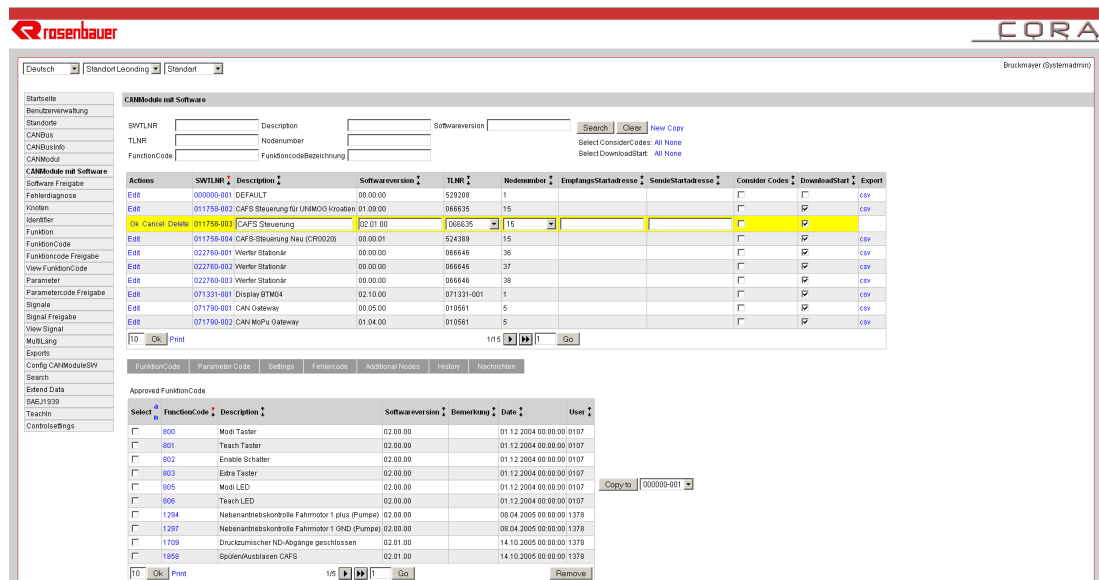 rosenbauer
CORA
Deutsch Standort Leonding Standart
Bruckmayer (Systemadmin)
Startseite
Benutzerverwaltung
Standorte
CANBus
CANBusInfo
CANModul
CANModule mit Software
Software Freigabe
Fehlerdiagnose
Knoten
Identifier
Funktion
FunktionCode
Funktioncode Freigabe
View FunktionCode
Parameter
Parametercode Freigabe
Signale
Signal Freigabe
View Signal
MultiLang
Exports
Config CANModuleSW
Search
Extend Data
SAEJ1939
TeachIn
Controlsettings
CANModule mit Software
SWTLNR Description Softwareversion Search Clear New Copy
TLNR Nodenumber Select ConsiderCodes: All None
FunctionCode FunktioncodeBezeichnung Select DownloadStart: All None
Actions SWTLNR Description Softwareversion TLNR Nodenumber EmpfangsStartadresse SendeStartadresse Consider Codes DownloadStart Export
Edit 000000-001 DEFAULT 00.00.00 529208 1 csv
Edit 011758-002 CAFS Steuerung für UNIMOG Kroatien 01.09.00 066635 15 csv
Ok Cancel Delete 011758-003 CAFS Steuerung 02.01.00 066635 15
Edit 011758-004 CAFS-Steuerung Neu (CR0020) 00.00.01 524389 15 csv
Edit 022760-001 Werfer Stationär 00.00.00 066646 36 csv
Edit 022760-002 Werfer Stationär 00.00.00 066646 37 csv
Edit 022760-003 Werfer Stationär 00.00.00 066646 38 csv
Edit 071331-001 Display BTM04 02.10.00 071331-001 1 csv
Edit 071790-001 CAN Gateway 00.05.00 010561 5 csv
Edit 071790-002 CAN MoPu Gateway 01.04.00 010561 5 csv
10 Ok Print 1/15 1 Go
FunktionCode Parameter Code Settings Fehlercode Additional Nodes History Nachrichten
Approved FunktionCode
Select a n FunctionCode Description Softwareversion Bemerkung Date User
800 Modi Taster 02.00.00 01.12.2004 00:00:00 0107
801 Teach Taster 02.00.00 01.12.2004 00:00:00 0107
802 Enable Schalter 02.00.00 01.12.2004 00:00:00 0107
803 Extra Taster 02.00.00 01.12.2004 00:00:00 0107
805 Modi LED 02.00.00 01.12.2004 00:00:00 0107
806 Teach LED 02.00.00 01.12.2004 00:00:00 0107
1294 Nebenantriebskontrolle Fahrmotor 1 plus (Pumpe) 02.00.00 08.04.2005 00:00:00 1378
1297 Nebenantriebskontrolle Fahrmotor 1 GND (Pumpe) 02.00.00 08.04.2005 00:00:00 1378
1709 Druckzumischer ND-Abgänge geschlossen 02.01.00 14.10.2005 00:00:00 1378
1858 Spülen/Ausblasen CAFS 02.01.00 14.10.2005 00:00:00 1378
Copy to 000000-001
10 Ok Print 1/5 1 Go Remove